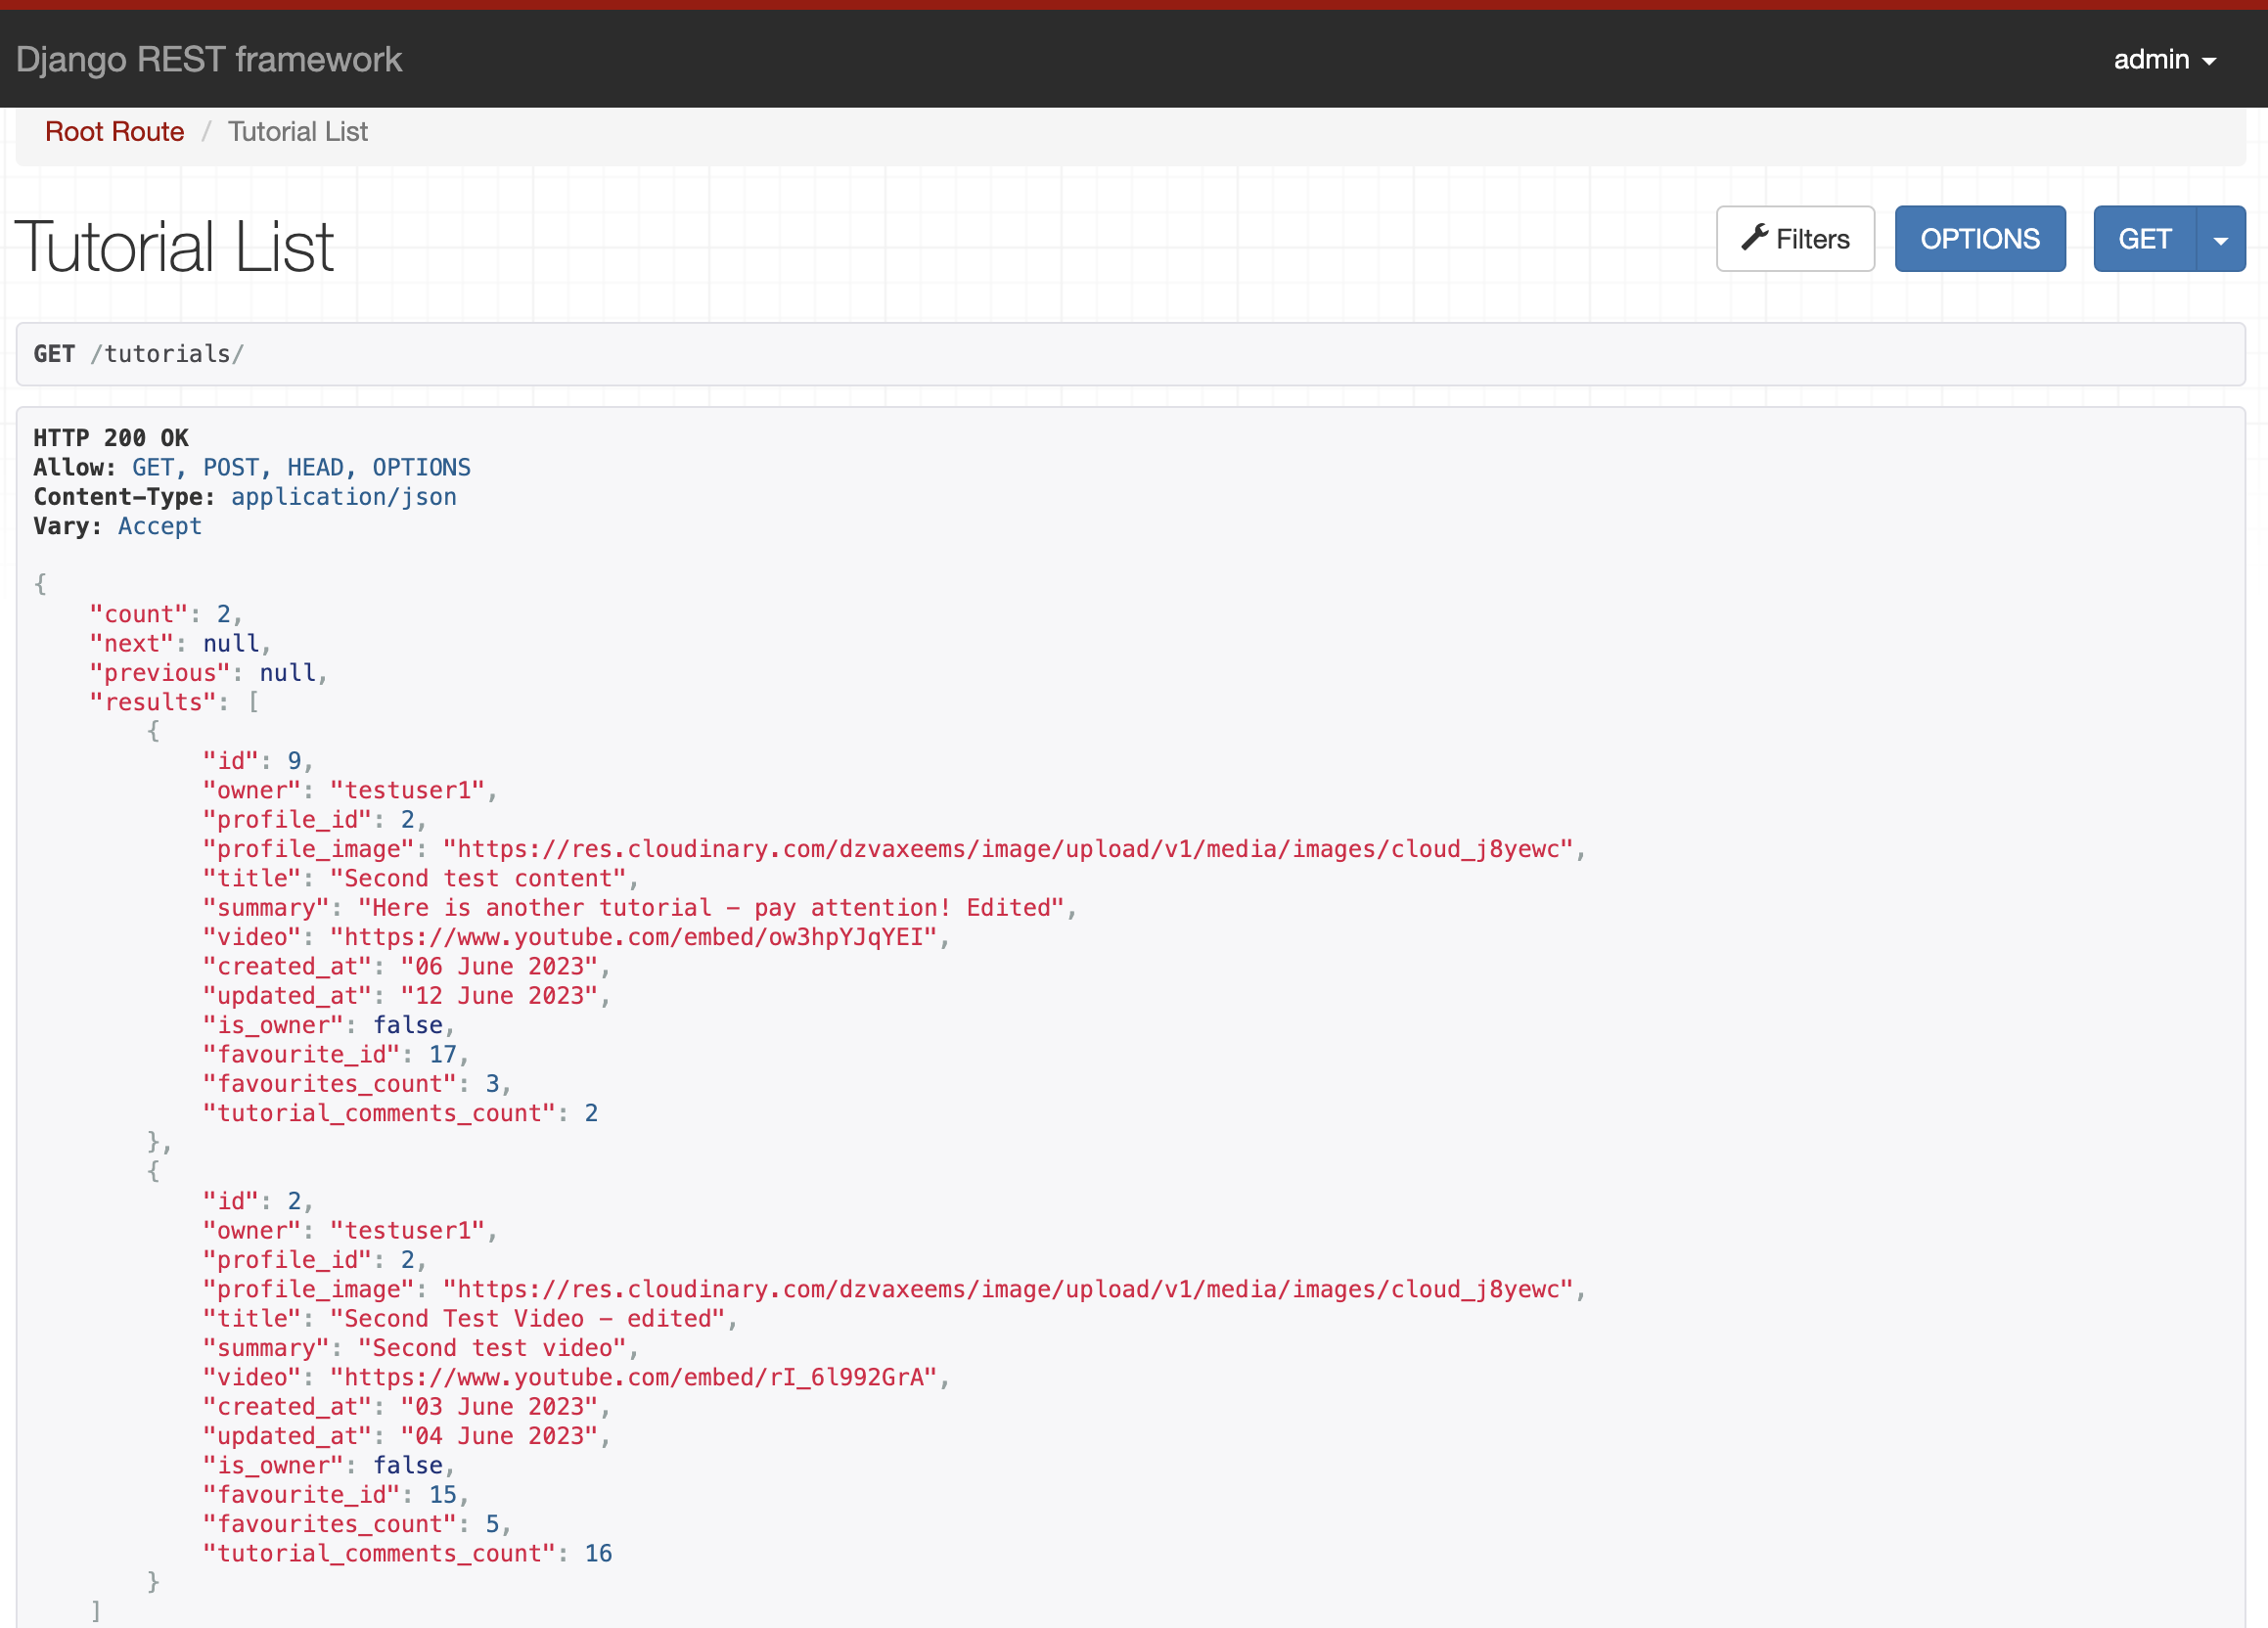 Django REST framework
admin
Root Route / Tutorial List
Tutorial List
Filters
OPTIONS
GET
GET /tutorials/
HTTP 200 OK
Allow: GET, POST, HEAD, OPTIONS
Content-Type: application/json
Vary: Accept
{
    "count": 2,
    "next": null,
    "previous": null,
    "results": [
        {
            "id": 9,
            "owner": "testuser1",
            "profile_id": 2,
            "profile_image": "https://res.cloudinary.com/dzvaxeems/image/upload/v1/media/images/cloud_j8yewc",
            "title": "Second test content",
            "summary": "Here is another tutorial - pay attention! Edited",
            "video": "https://www.youtube.com/embed/ow3hpYJqYEI",
            "created_at": "06 June 2023",
            "updated_at": "12 June 2023",
            "is_owner": false,
            "favourite_id": 17,
            "favourites_count": 3,
            "tutorial_comments_count": 2
        },
        {
            "id": 2,
            "owner": "testuser1",
            "profile_id": 2,
            "profile_image": "https://res.cloudinary.com/dzvaxeems/image/upload/v1/media/images/cloud_j8yewc",
            "title": "Second Test Video - edited",
            "summary": "Second test video",
            "video": "https://www.youtube.com/embed/rI_6l992GrA",
            "created_at": "03 June 2023",
            "updated_at": "04 June 2023",
            "is_owner": false,
            "favourite_id": 15,
            "favourites_count": 5,
            "tutorial_comments_count": 16
        }
    ]